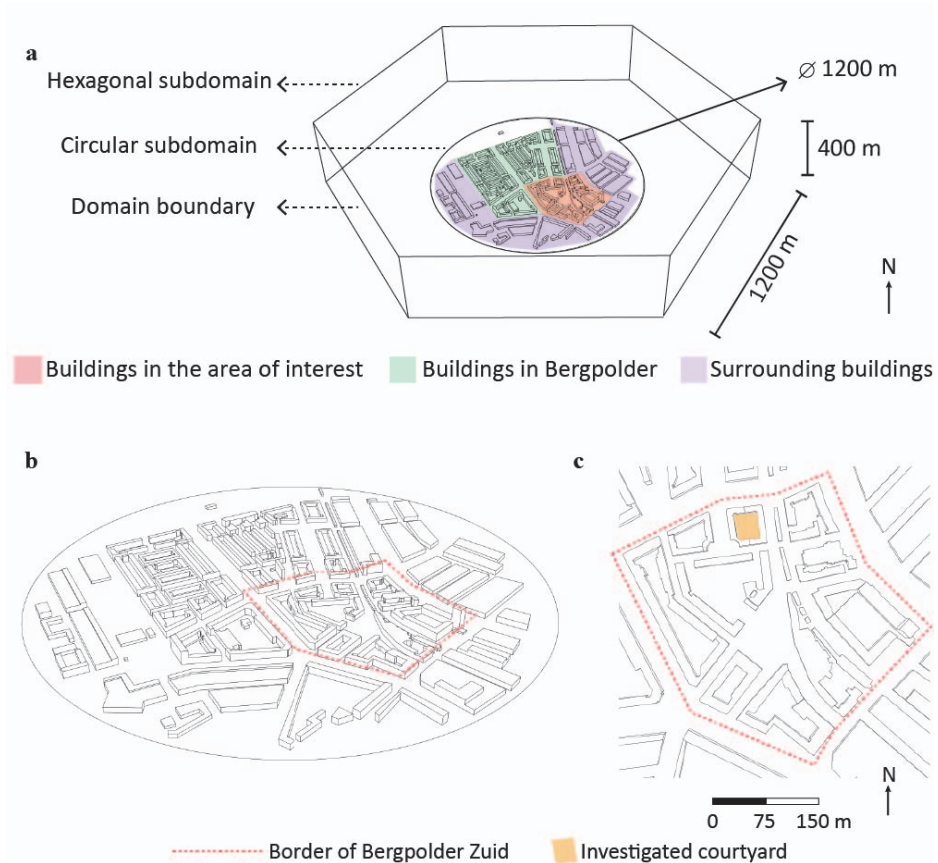 a
Hexagonal subdomain
Circular subdomain
Domain boundary
⌀ 1200 m
400 m
1200 m
N
Buildings in the area of interest Buildings in Bergpolder Surrounding buildings
b
c
N
0 75 150 m
Border of Bergpolder Zuid Investigated courtyard